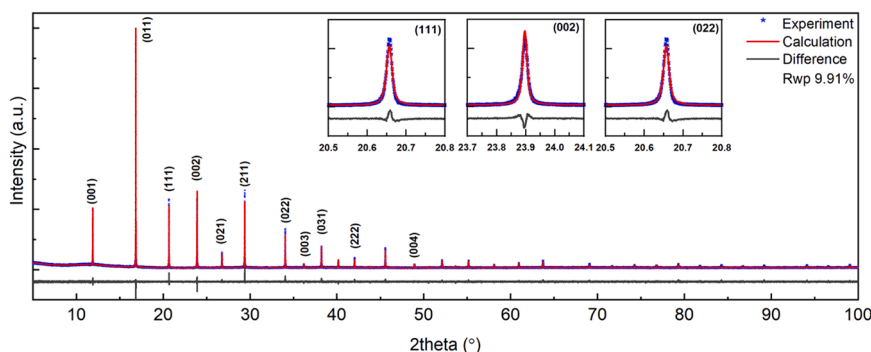 (011)
(111)
(002)
(022)
Experiment
Calculation
Difference
Rwp 9.91%
20.5 20.6 20.7 20.8
23.7 23.8 23.9 24.0 24.1
20.5 20.6 20.7 20.8
Intensity (a.u.)
(001)
(111)
(002)
(021)
(211)
(022)
(003)
(031)
(222)
(004)
10 20 30 40 50 60 70 80 90 100
2theta (°)